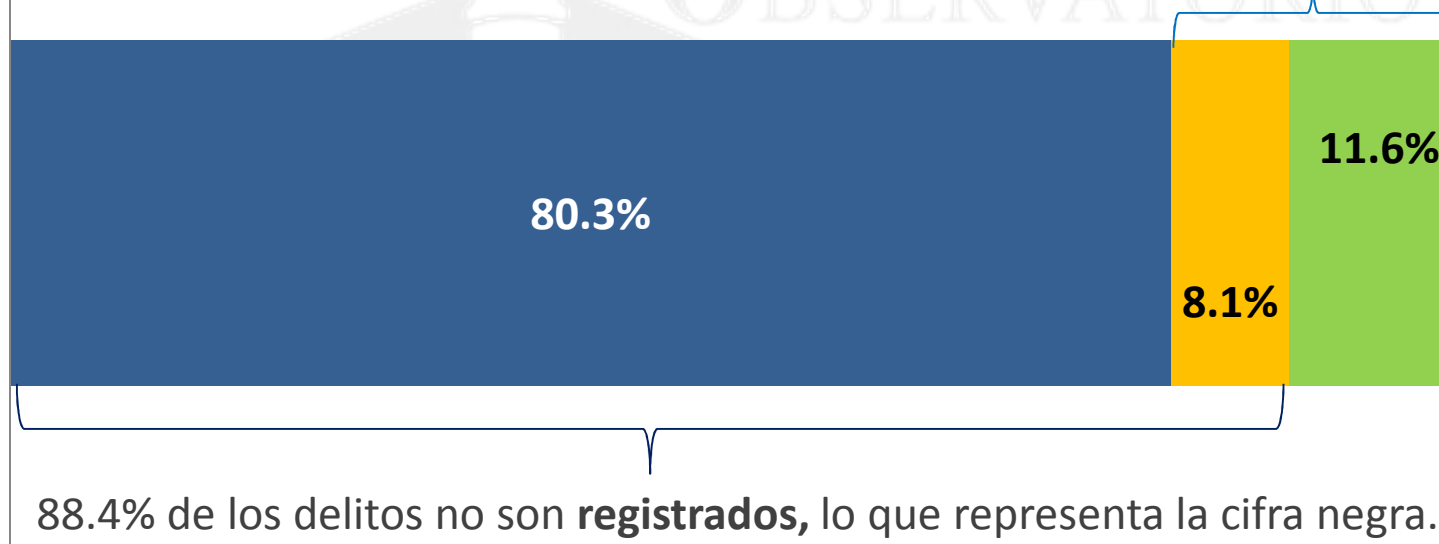 OBSERVATORIO
11.6%
80.3%
8.1%
88.4% de los delitos no son registrados, lo que representa la cifra negra.